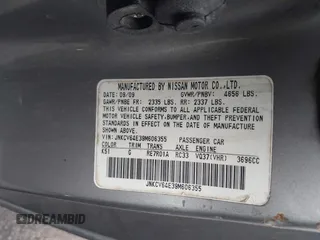 MANUFACTURED BY NISSAN MOTOR CO.,LTD.
DATE: 09/09 GVWR/PNBV: 4658 LBS.
GAWR/PNBE FR: 2335 LBS RR: 2337 LBS.
THIS VEHICLE CONFORMS TO ALL APPLICABLE FEDERAL
MOTOR VEHICLE SAFETY,BUMPER,AND THEFT PREVENTION
STANDARDS IN EFFECT ON THE DATE OF MANUFACTURE
SHOWN ABOVE.
VIN: JNKCV64E39M606355 PASSENGER CAR
COLOR TRIM TRANS AXLE ENGINE
K51 G RE7R01A RC33 VQ37(VHR) 3696CC
JNKCV64E39M606355
© DREAMBID